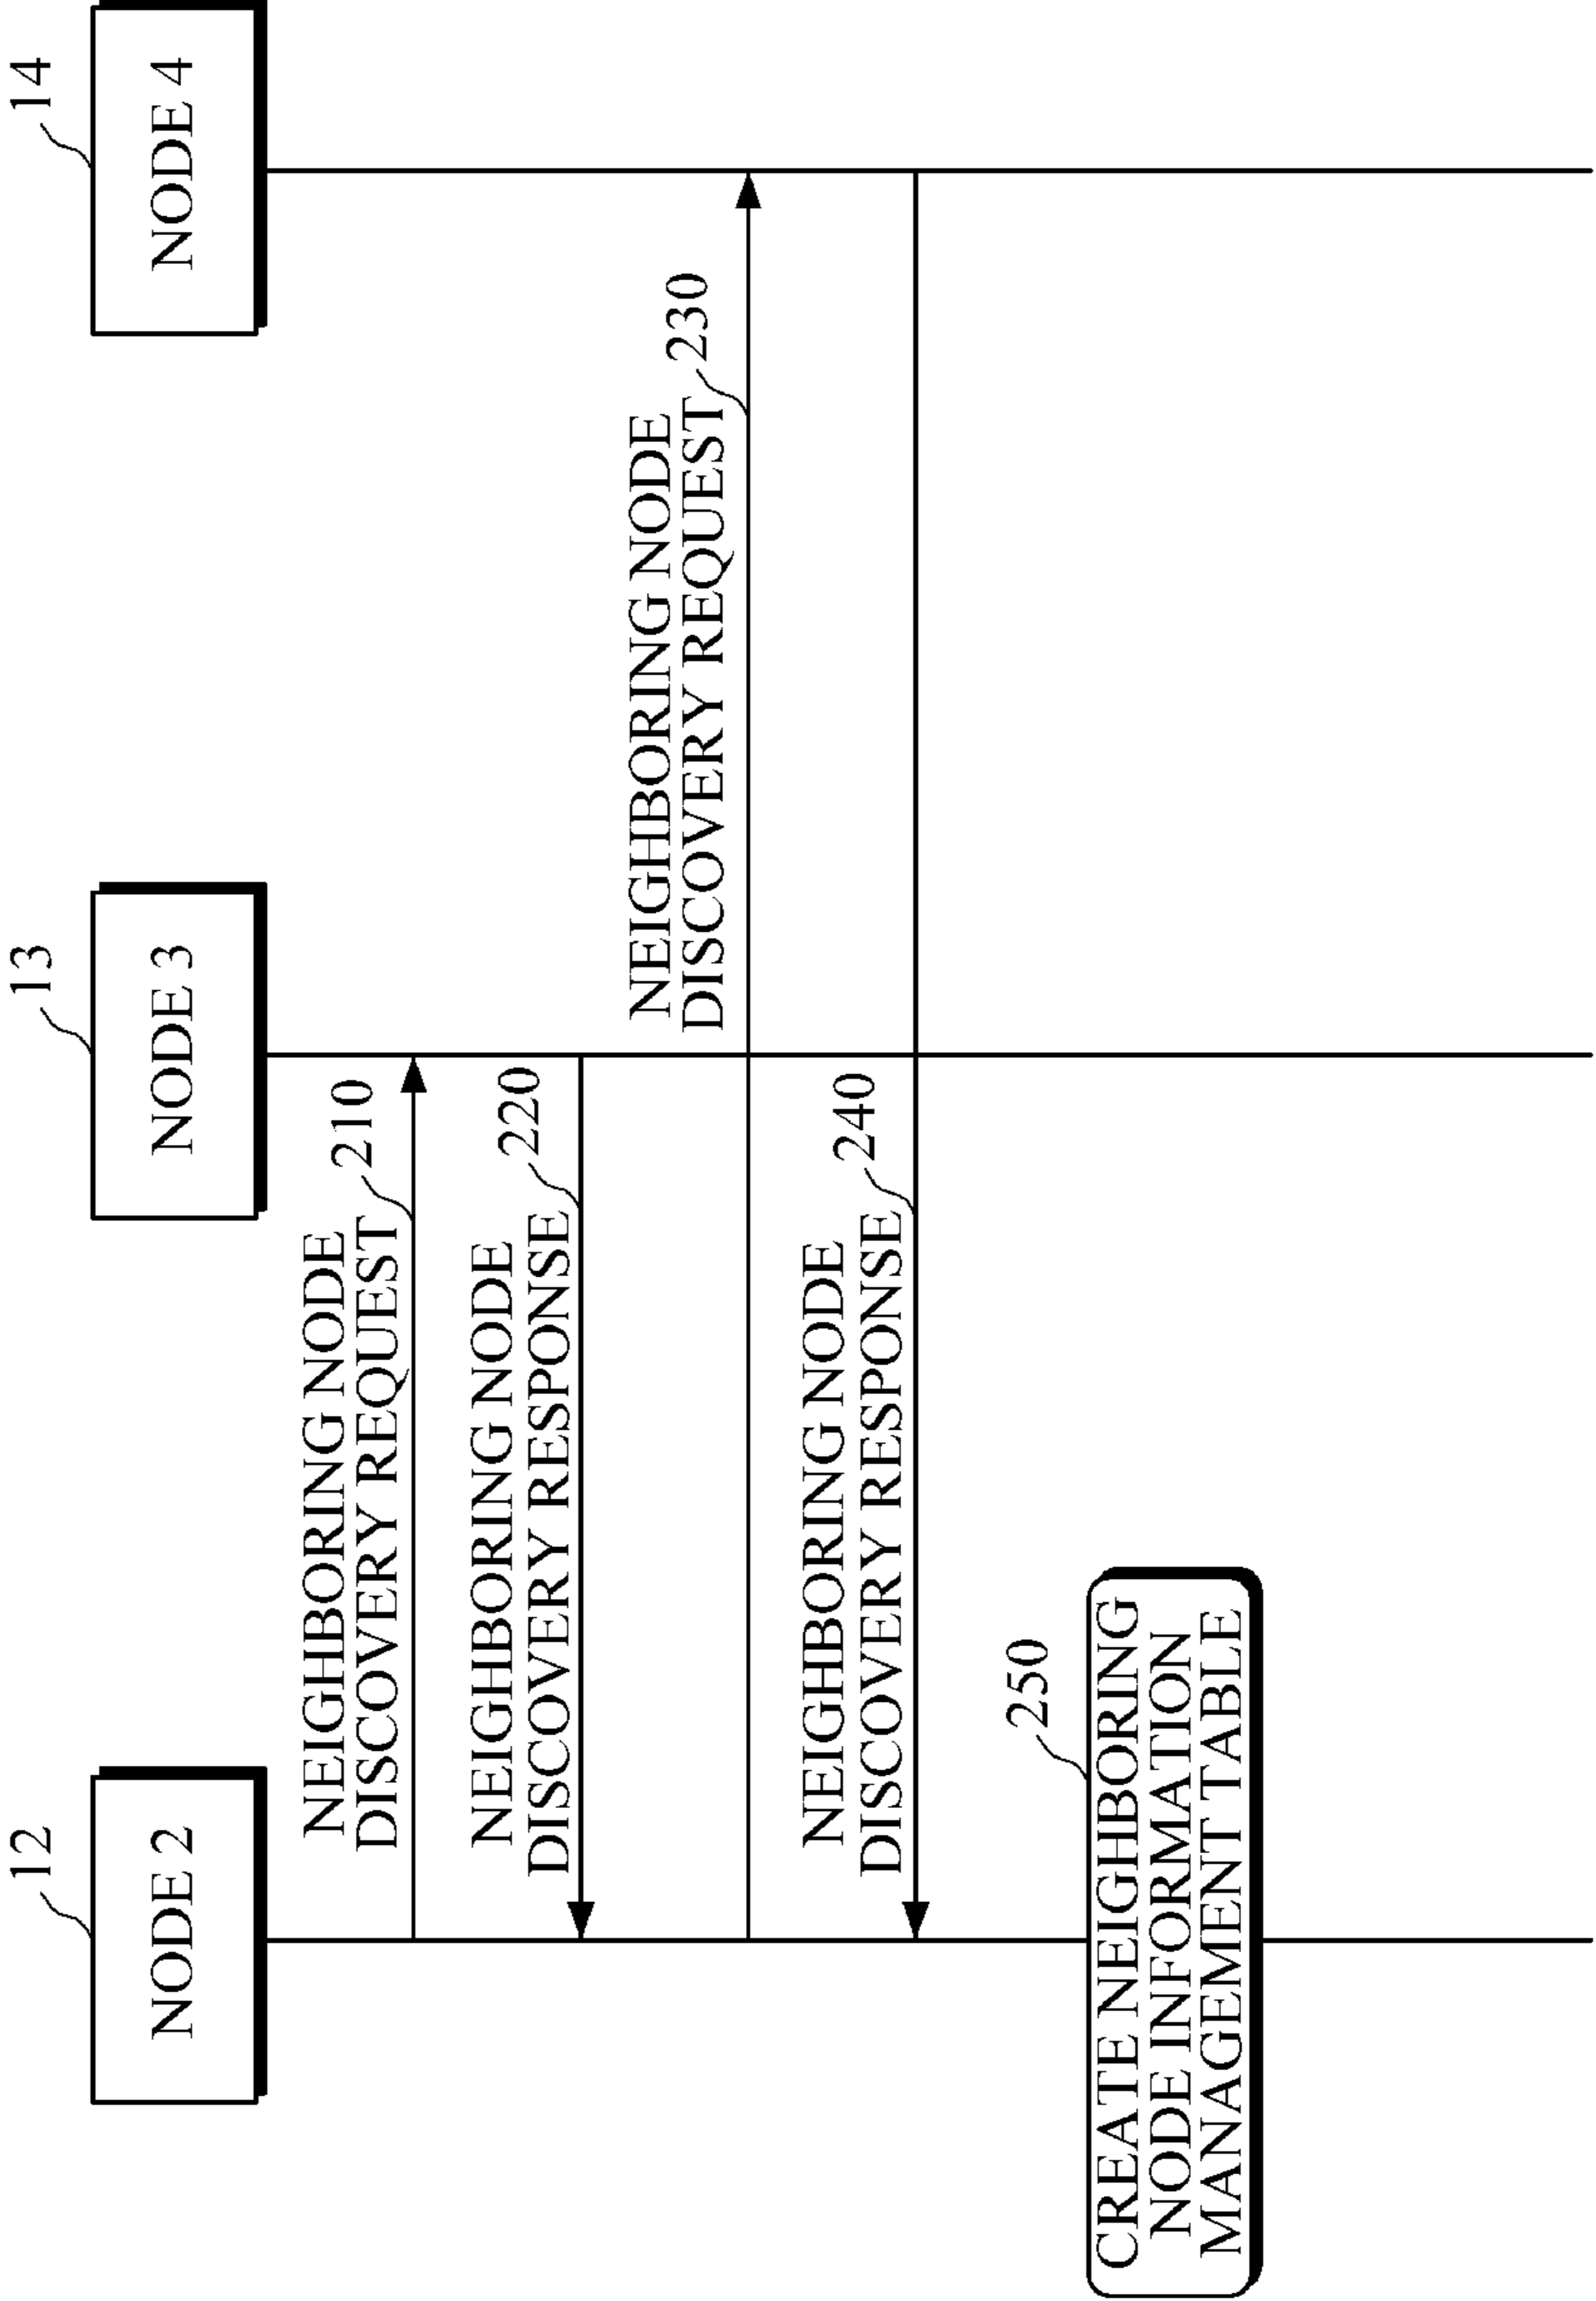 12
13
14
NODE 2
NODE 3
NODE 4
NEIGHBORING NODE
DISCOVERY REQUEST
210
NEIGHBORING NODE
DISCOVERY RESPONSE
220
NEIGHBORING NODE
DISCOVERY REQUEST
230
NEIGHBORING NODE
DISCOVERY RESPONSE
240
250
CREATE NEIGHBORING
NODE INFORMATION
MANAGEMENT TABLE